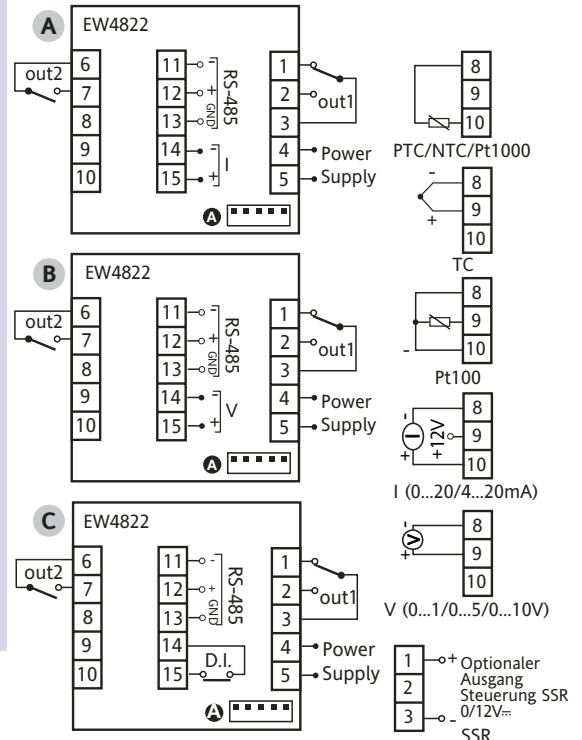 A
EW4822
6
out2
7
8
9
10
11 -
12 +
13 GND
RS-485
14 -
15 +
I
1
2 out1
3
4 Power
5 Supply
A
8
9
10
PTC/NTC/Pt1000
-
8
9
+
10
TC
B
EW4822
6
out2
7
8
9
10
11 -
12 +
13 GND
RS-485
14 -
15 +
V
1
2 out1
3
4 Power
5 Supply
A
8
9
- 10
Pt100
- 8
I +12V 9
+ 10
I (0...20/4...20mA)
C
EW4822
6
out2
7
8
9
10
11 -
12 +
13 GND
RS-485
14
15
D.I.
1
2 out1
3
4 Power
5 Supply
A
- 8
V
+ 9
10
V (0...1/0...5/0...10V)
1 + Optionaler
Ausgang
2 Steuerung SSR
0/12V⎓
3 -
SSR